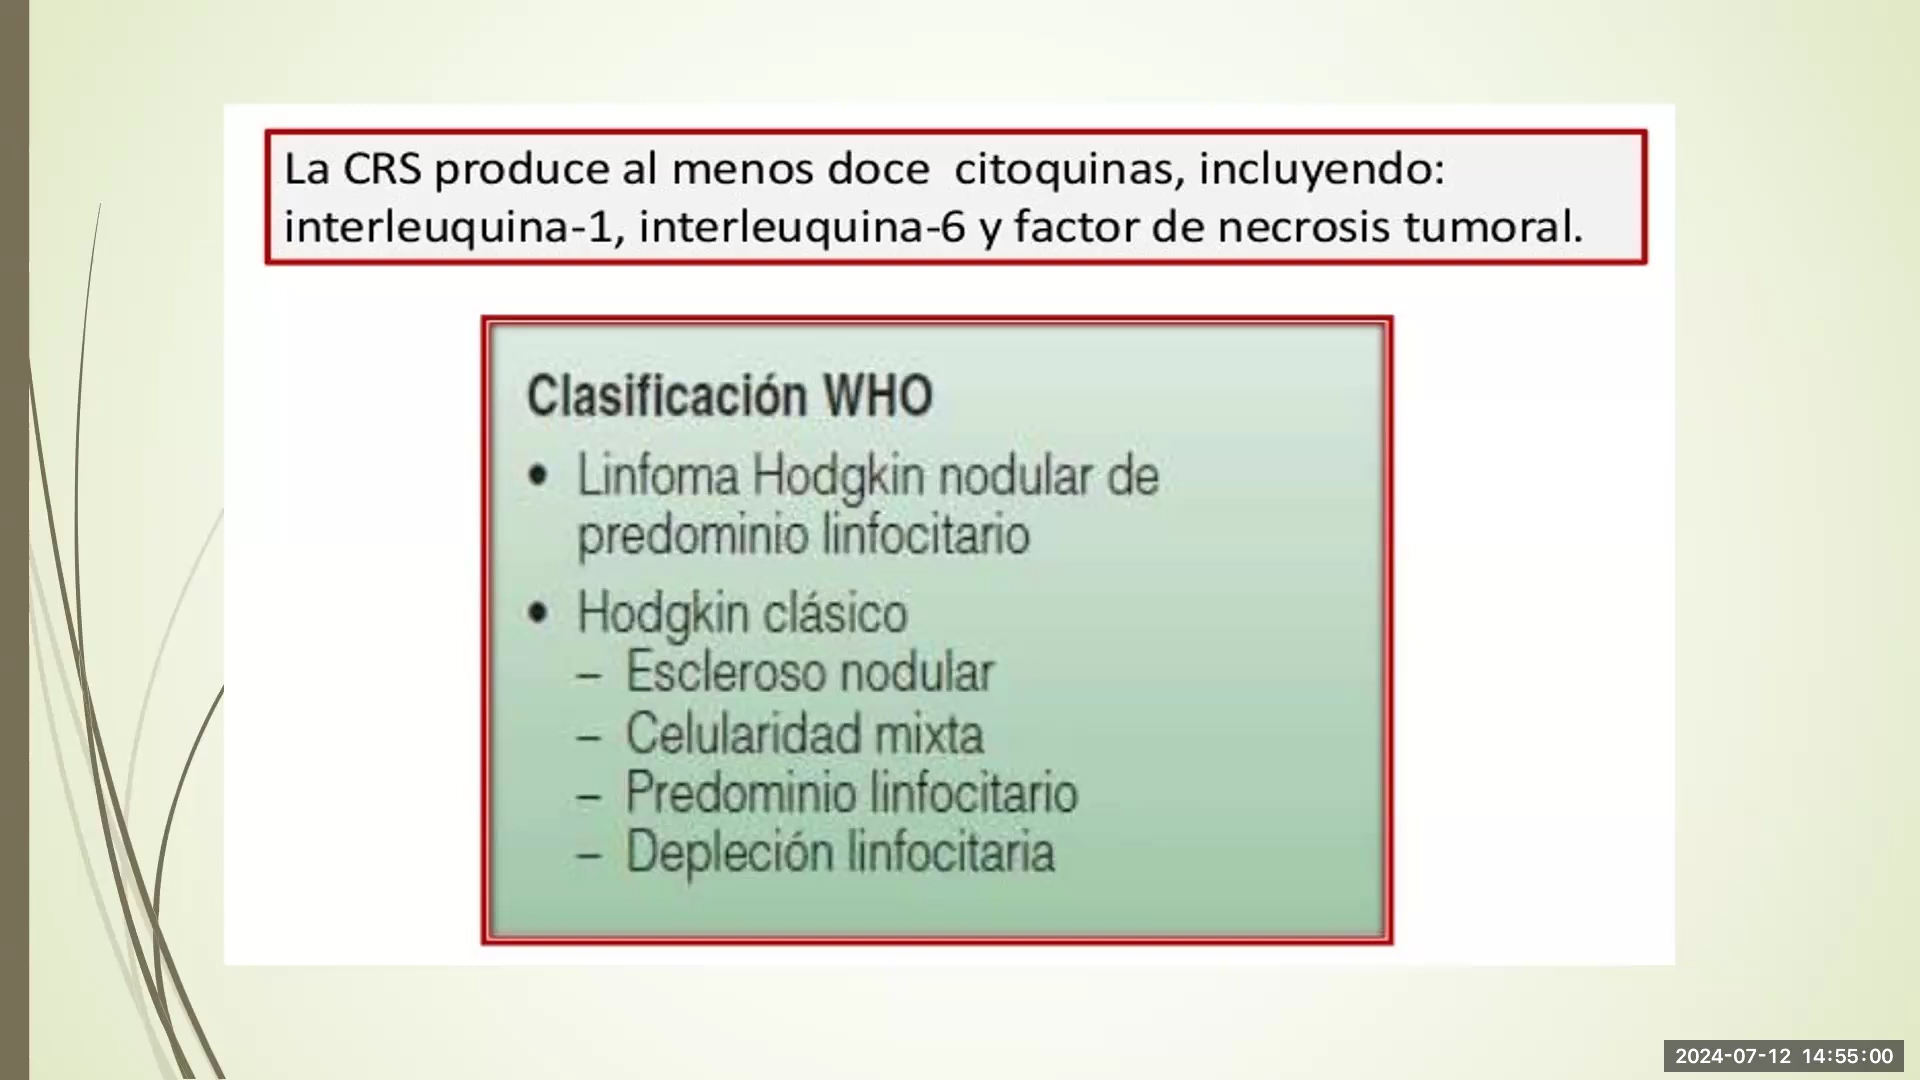 La CRS produce al menos doce citoquinas, incluyendo:
interleuquina-1, interleuquina-6 y factor de necrosis tumoral.
Clasificación WHO
• Linfoma Hodgkin nodular de
predominio linfocitario
• Hodgkin clásico
– Escleroso nodular
– Celularidad mixta
– Predominio linfocitario
– Depleción linfocitaria
2024-07-12 14:55:00